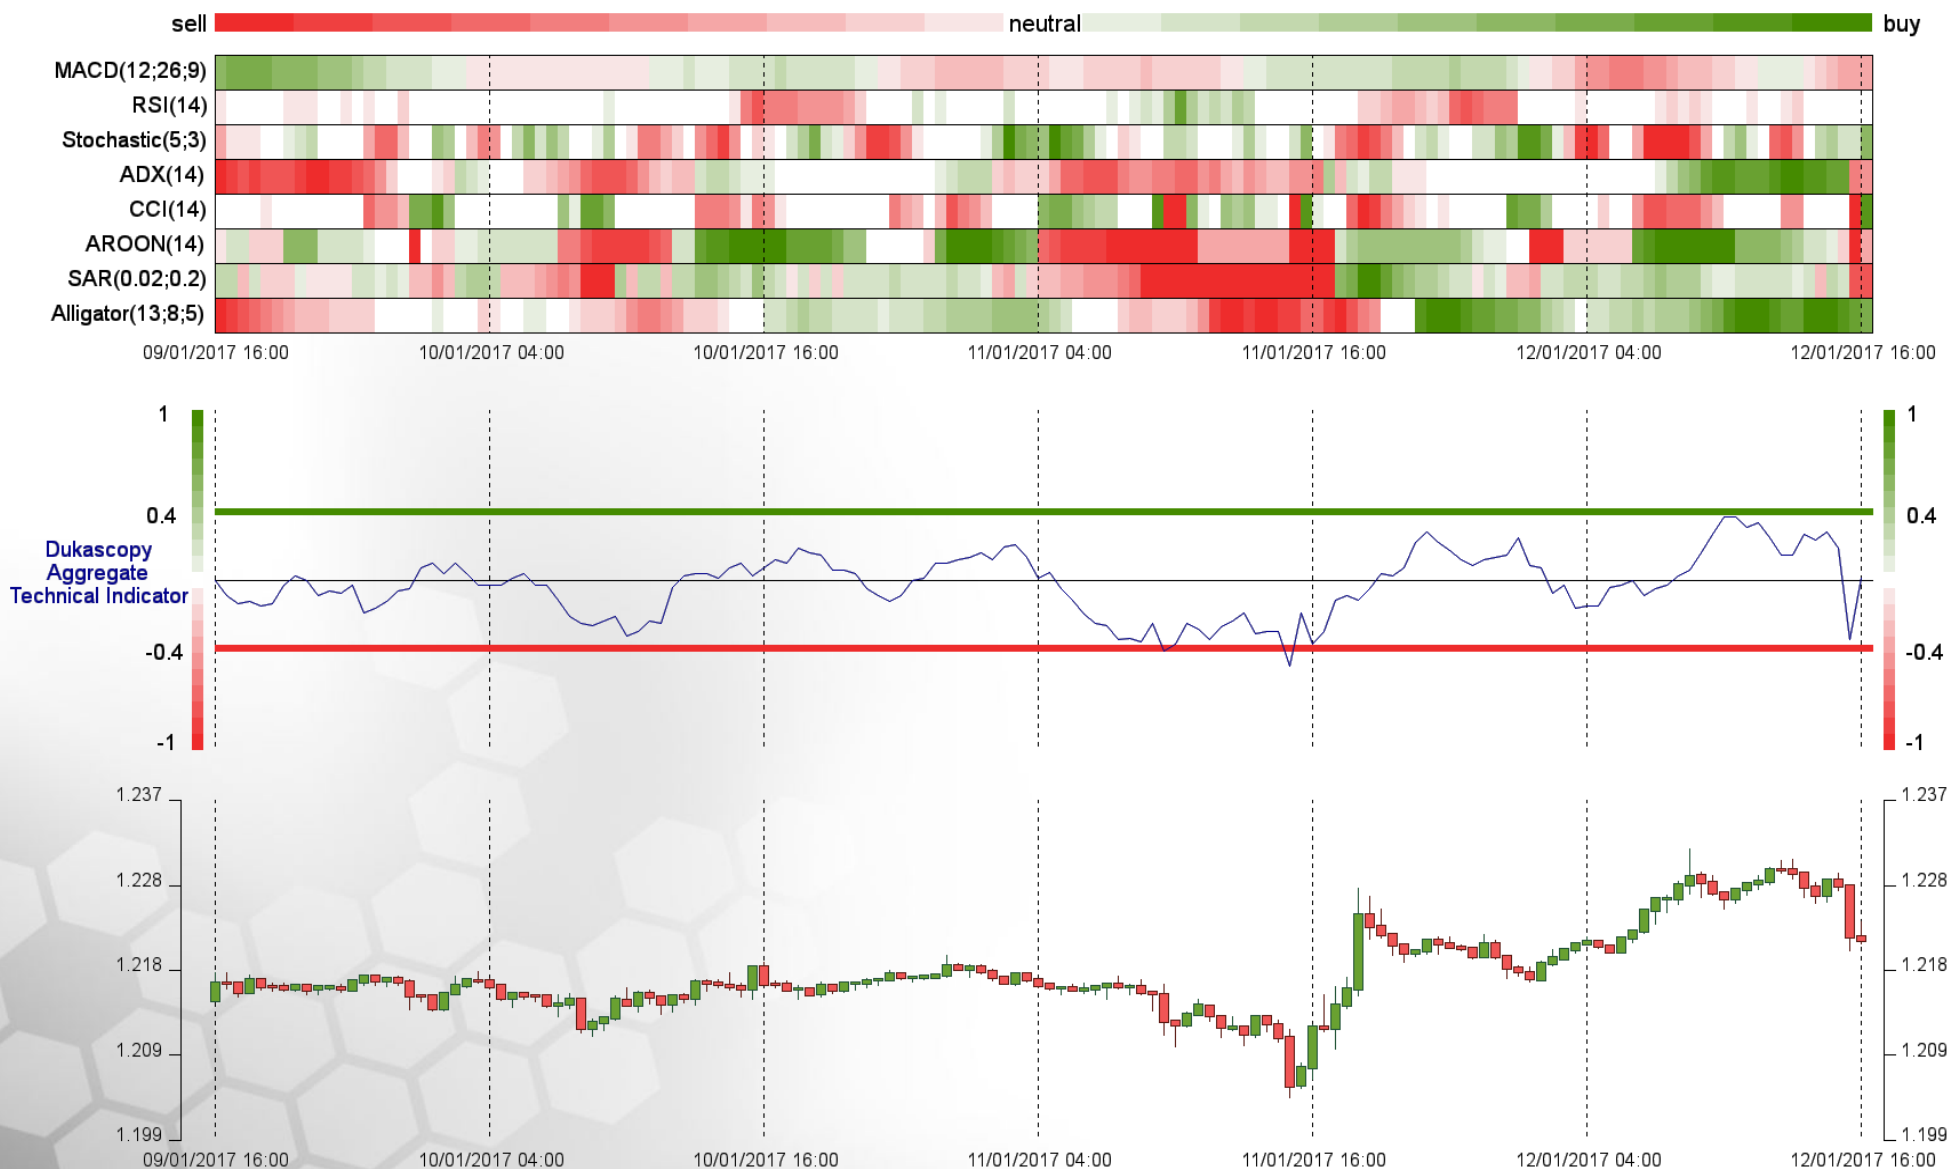 sell neutral buy
MACD(12;26;9)
RSI(14)
Stochastic(5;3)
ADX(14)
CCI(14)
AROON(14)
SAR(0.02;0.2)
Alligator(13;8;5)
09/01/2017 16:00 10/01/2017 04:00 10/01/2017 16:00 11/01/2017 04:00 11/01/2017 16:00 12/01/2017 04:00 12/01/2017 16:00
1 1
0.4 0.4
Dukascopy
Aggregate
Technical Indicator
-0.4 -0.4
-1 -1
1.237 1.237
1.228 1.228
1.218 1.218
1.209 1.209
1.199 1.199
09/01/2017 16:00 10/01/2017 04:00 10/01/2017 16:00 11/01/2017 04:00 11/01/2017 16:00 12/01/2017 04:00 12/01/2017 16:00